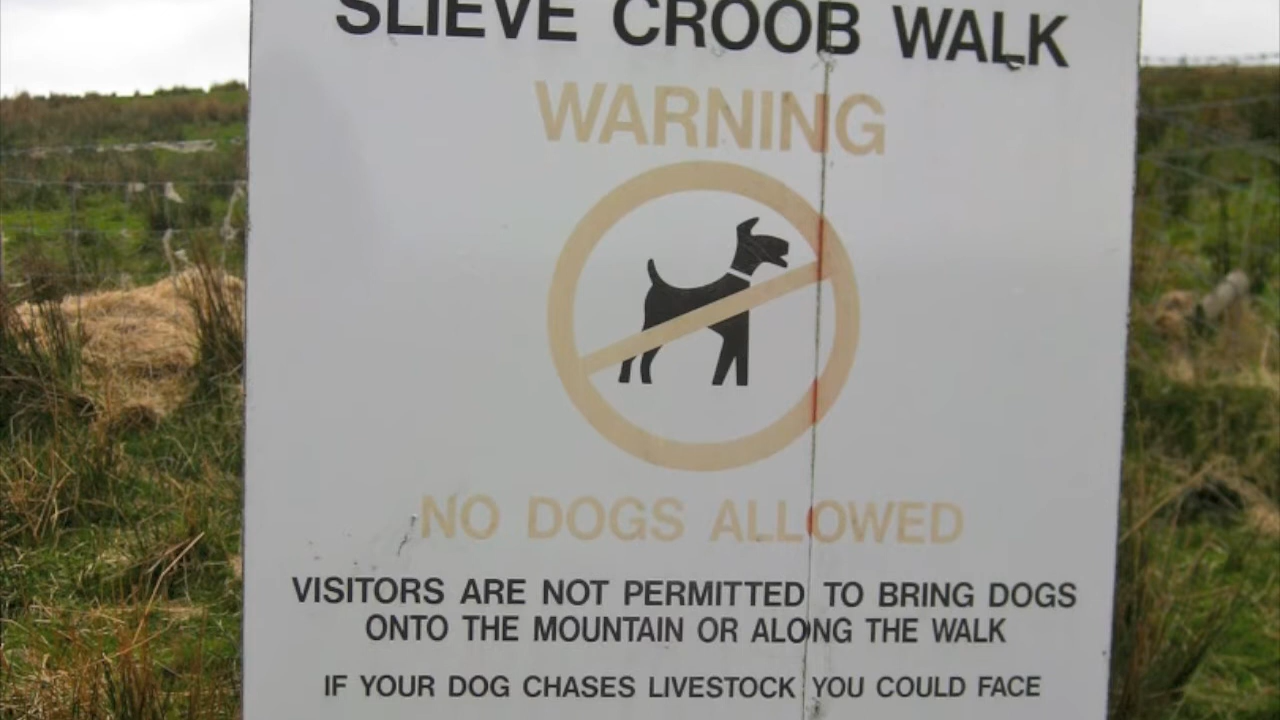 SLIEVE CROOB WALK
WARNING
NO DOGS ALLOWED
VISITORS ARE NOT PERMITTED TO BRING DOGS
ONTO THE MOUNTAIN OR ALONG THE WALK
IF YOUR DOG CHASES LIVESTOCK YOU COULD FACE